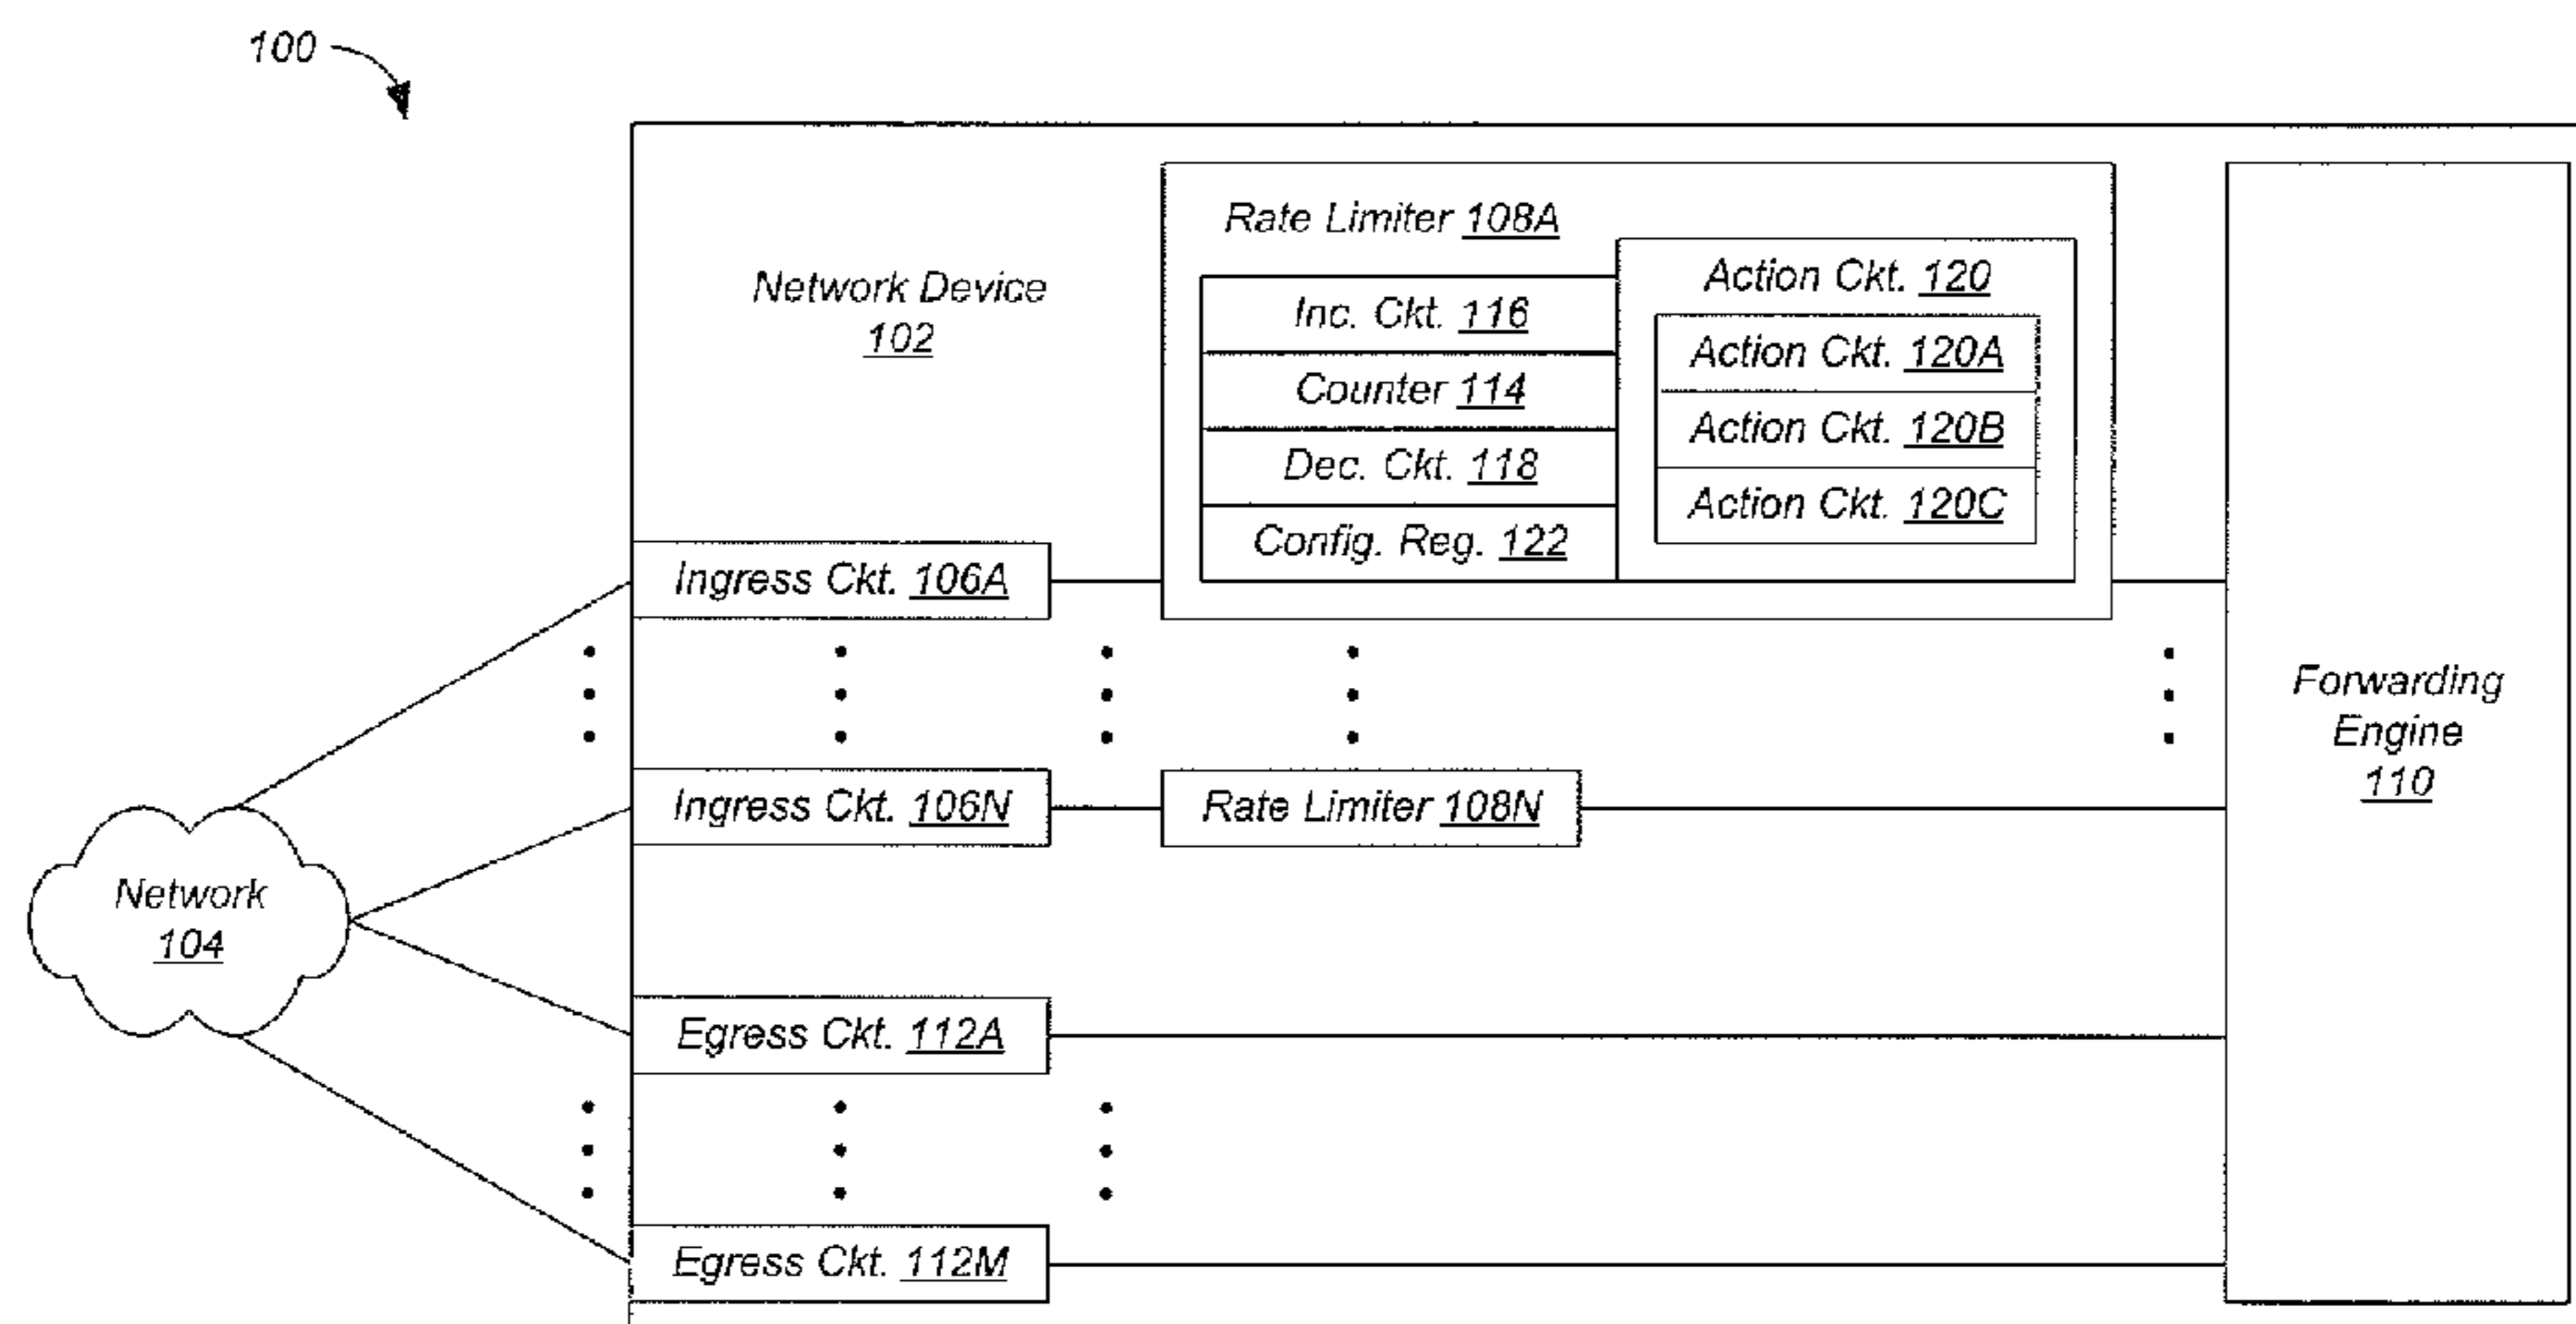 100
Network Device
102
Rate Limiter 108A
Inc. Ckt. 116
Counter 114
Dec. Ckt. 118
Config. Reg. 122
Action Ckt. 120
Action Ckt. 120A
Action Ckt. 120B
Action Ckt. 120C
Ingress Ckt. 106A
Ingress Ckt. 106N
Rate Limiter 108N
Forwarding
Engine
110
Network
104
Egress Ckt. 112A
Egress Ckt. 112M